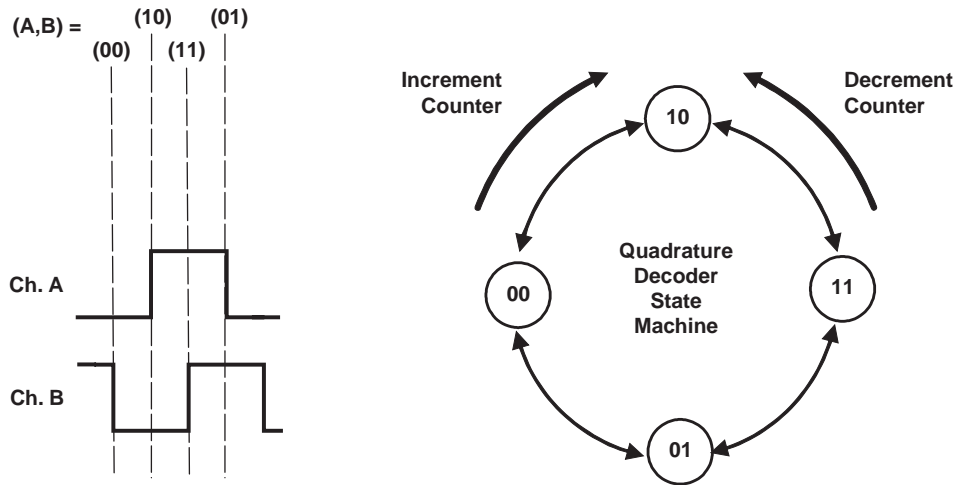 (A,B) =
(10)
(01)
(00)
(11)
Ch. A
Ch. B
Increment
Counter
Decrement
Counter
10
00
Quadrature
Decoder
State
Machine
11
01